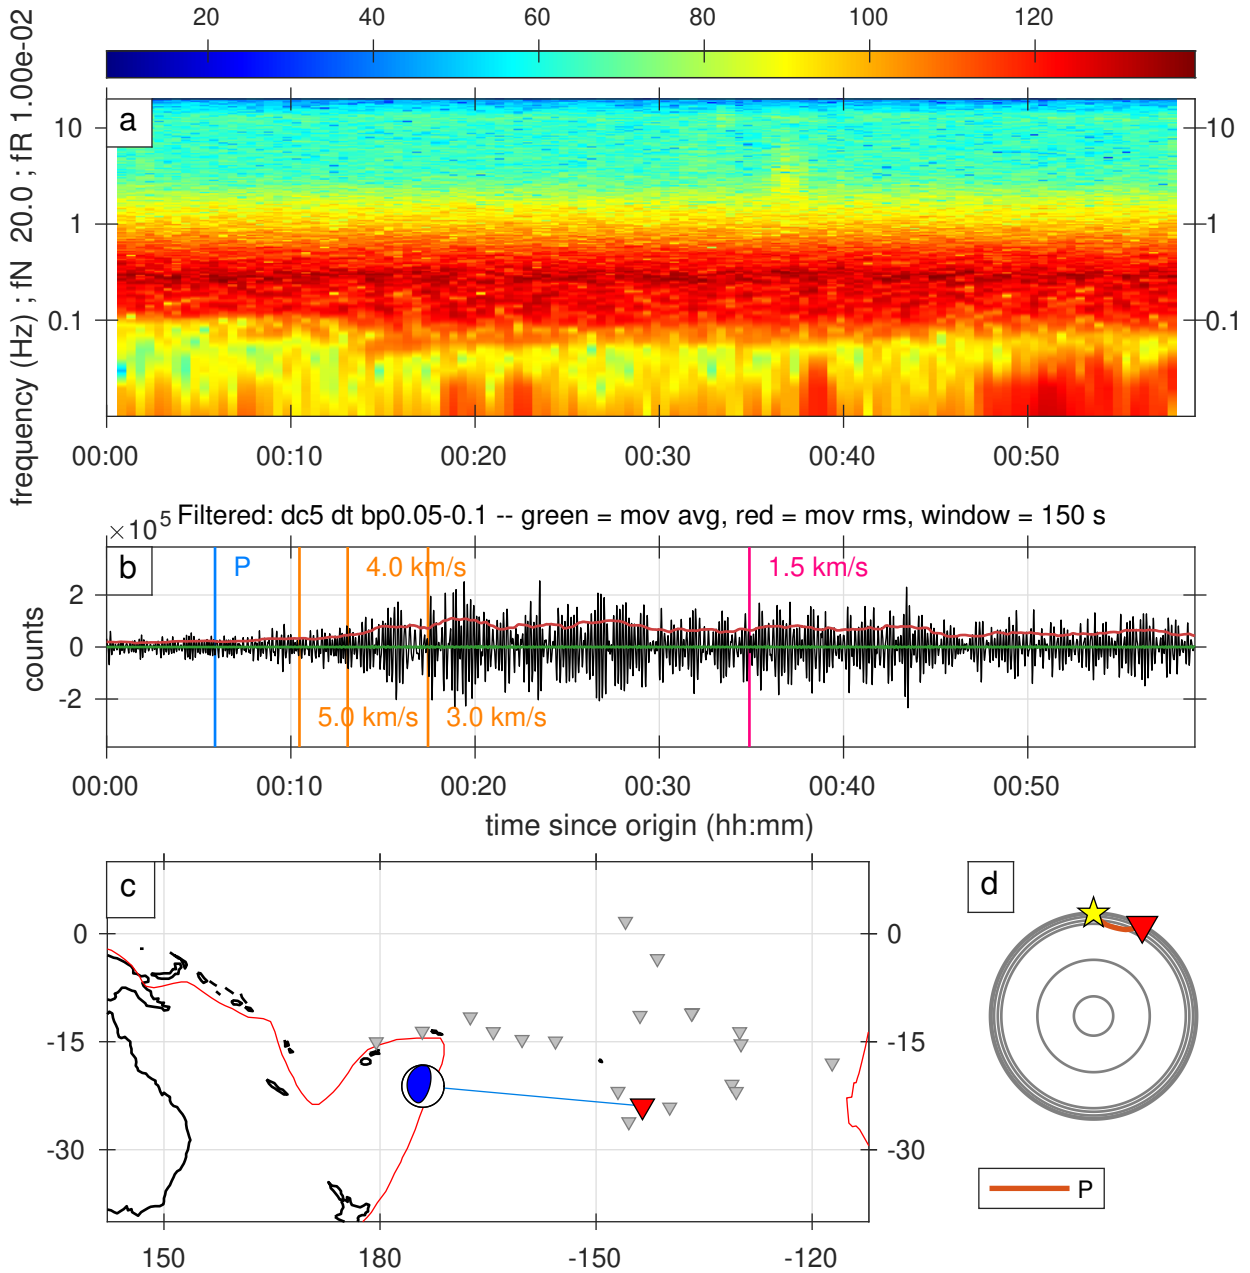 20 40 60 80 100 120
frequency (Hz) ; fN 20.0 ; fR 1.00e-02
a
10 10
1 1
0.1 0.1
00:00 00:10 00:20 00:30 00:40 00:50
×10^5 Filtered: dc5 dt bp0.05-0.1 -- green = mov avg, red = mov rms, window = 150 s
b P 4.0 km/s 1.5 km/s
counts
2
0
-2
5.0 km/s 3.0 km/s
00:00 00:10 00:20 00:30 00:40 00:50
time since origin (hh:mm)
c d
0 0
-15 -15
-30 -30
150 180 -150 -120
P